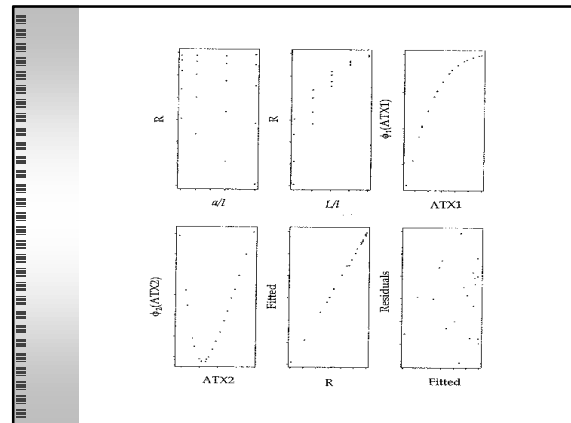 R
R
ϕ₁(ATX1)
a/l
L/l
ATX1
ϕ₂(ATX2)
Fitted
Residuals
ATX2
R
Fitted